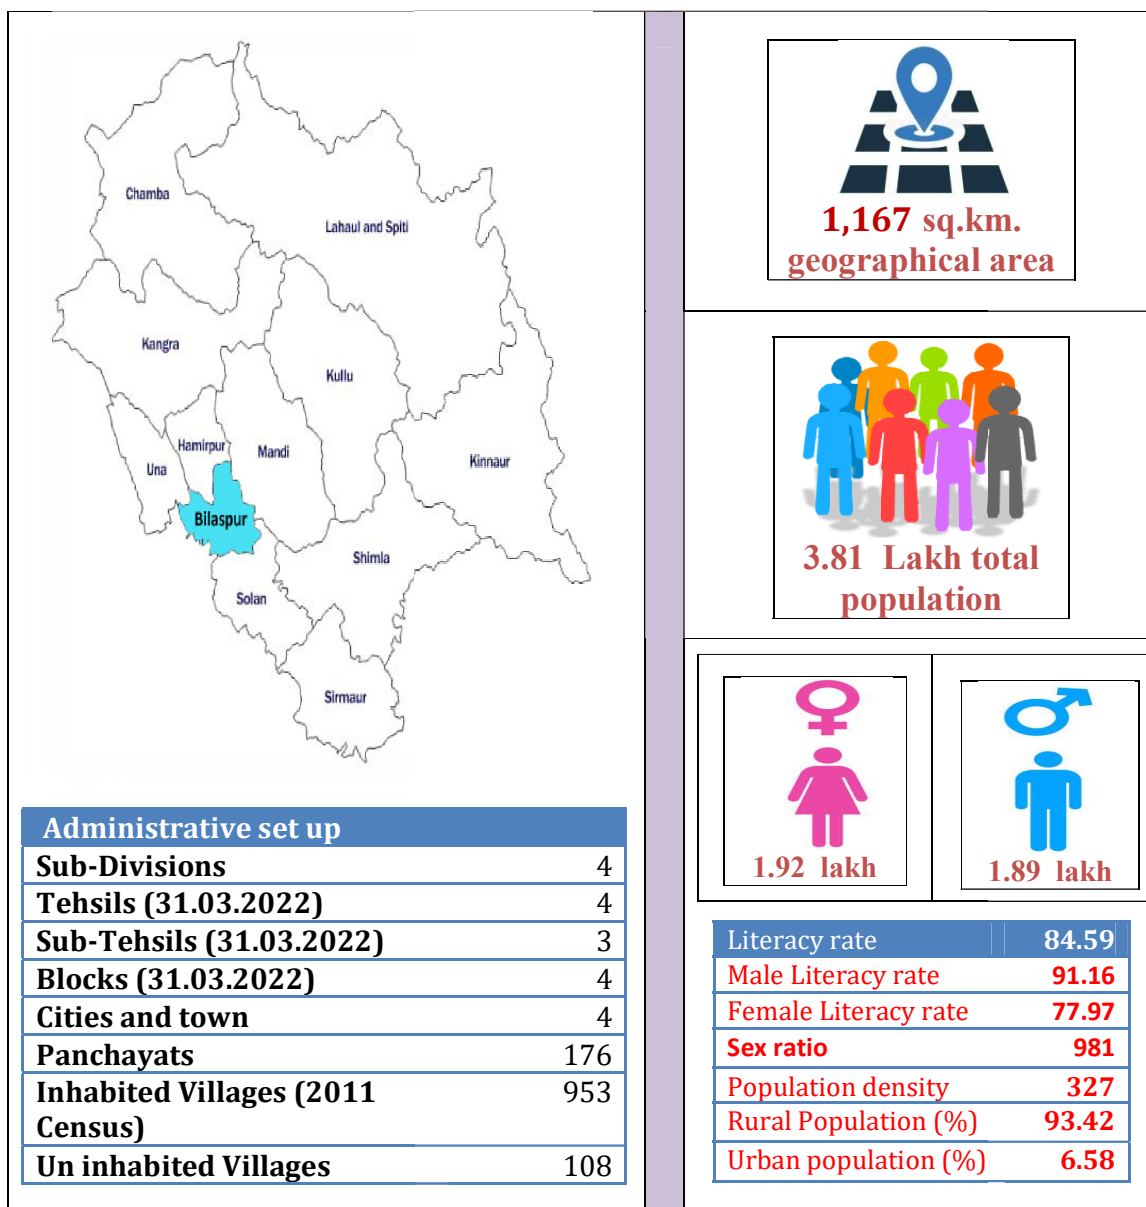 Chamba
Lahaul and Spiti
Kangra
Kullu
Hamirpur
Mandi
Una
Kinnaur
Bilaspur
Shimla
Solan
Sirmaur
Administrative set up
Sub-Divisions 4
Tehsils (31.03.2022) 4
Sub-Tehsils (31.03.2022) 3
Blocks (31.03.2022) 4
Cities and town 4
Panchayats 176
Inhabited Villages (2011 953
Census)
Un inhabited Villages 108
1,167 sq.km.
geographical area
3.81 Lakh total
population
1.92 lakh
1.89 lakh
Literacy rate 84.59
Male Literacy rate 91.16
Female Literacy rate 77.97
Sex ratio 981
Population density 327
Rural Population (%) 93.42
Urban population (%) 6.58